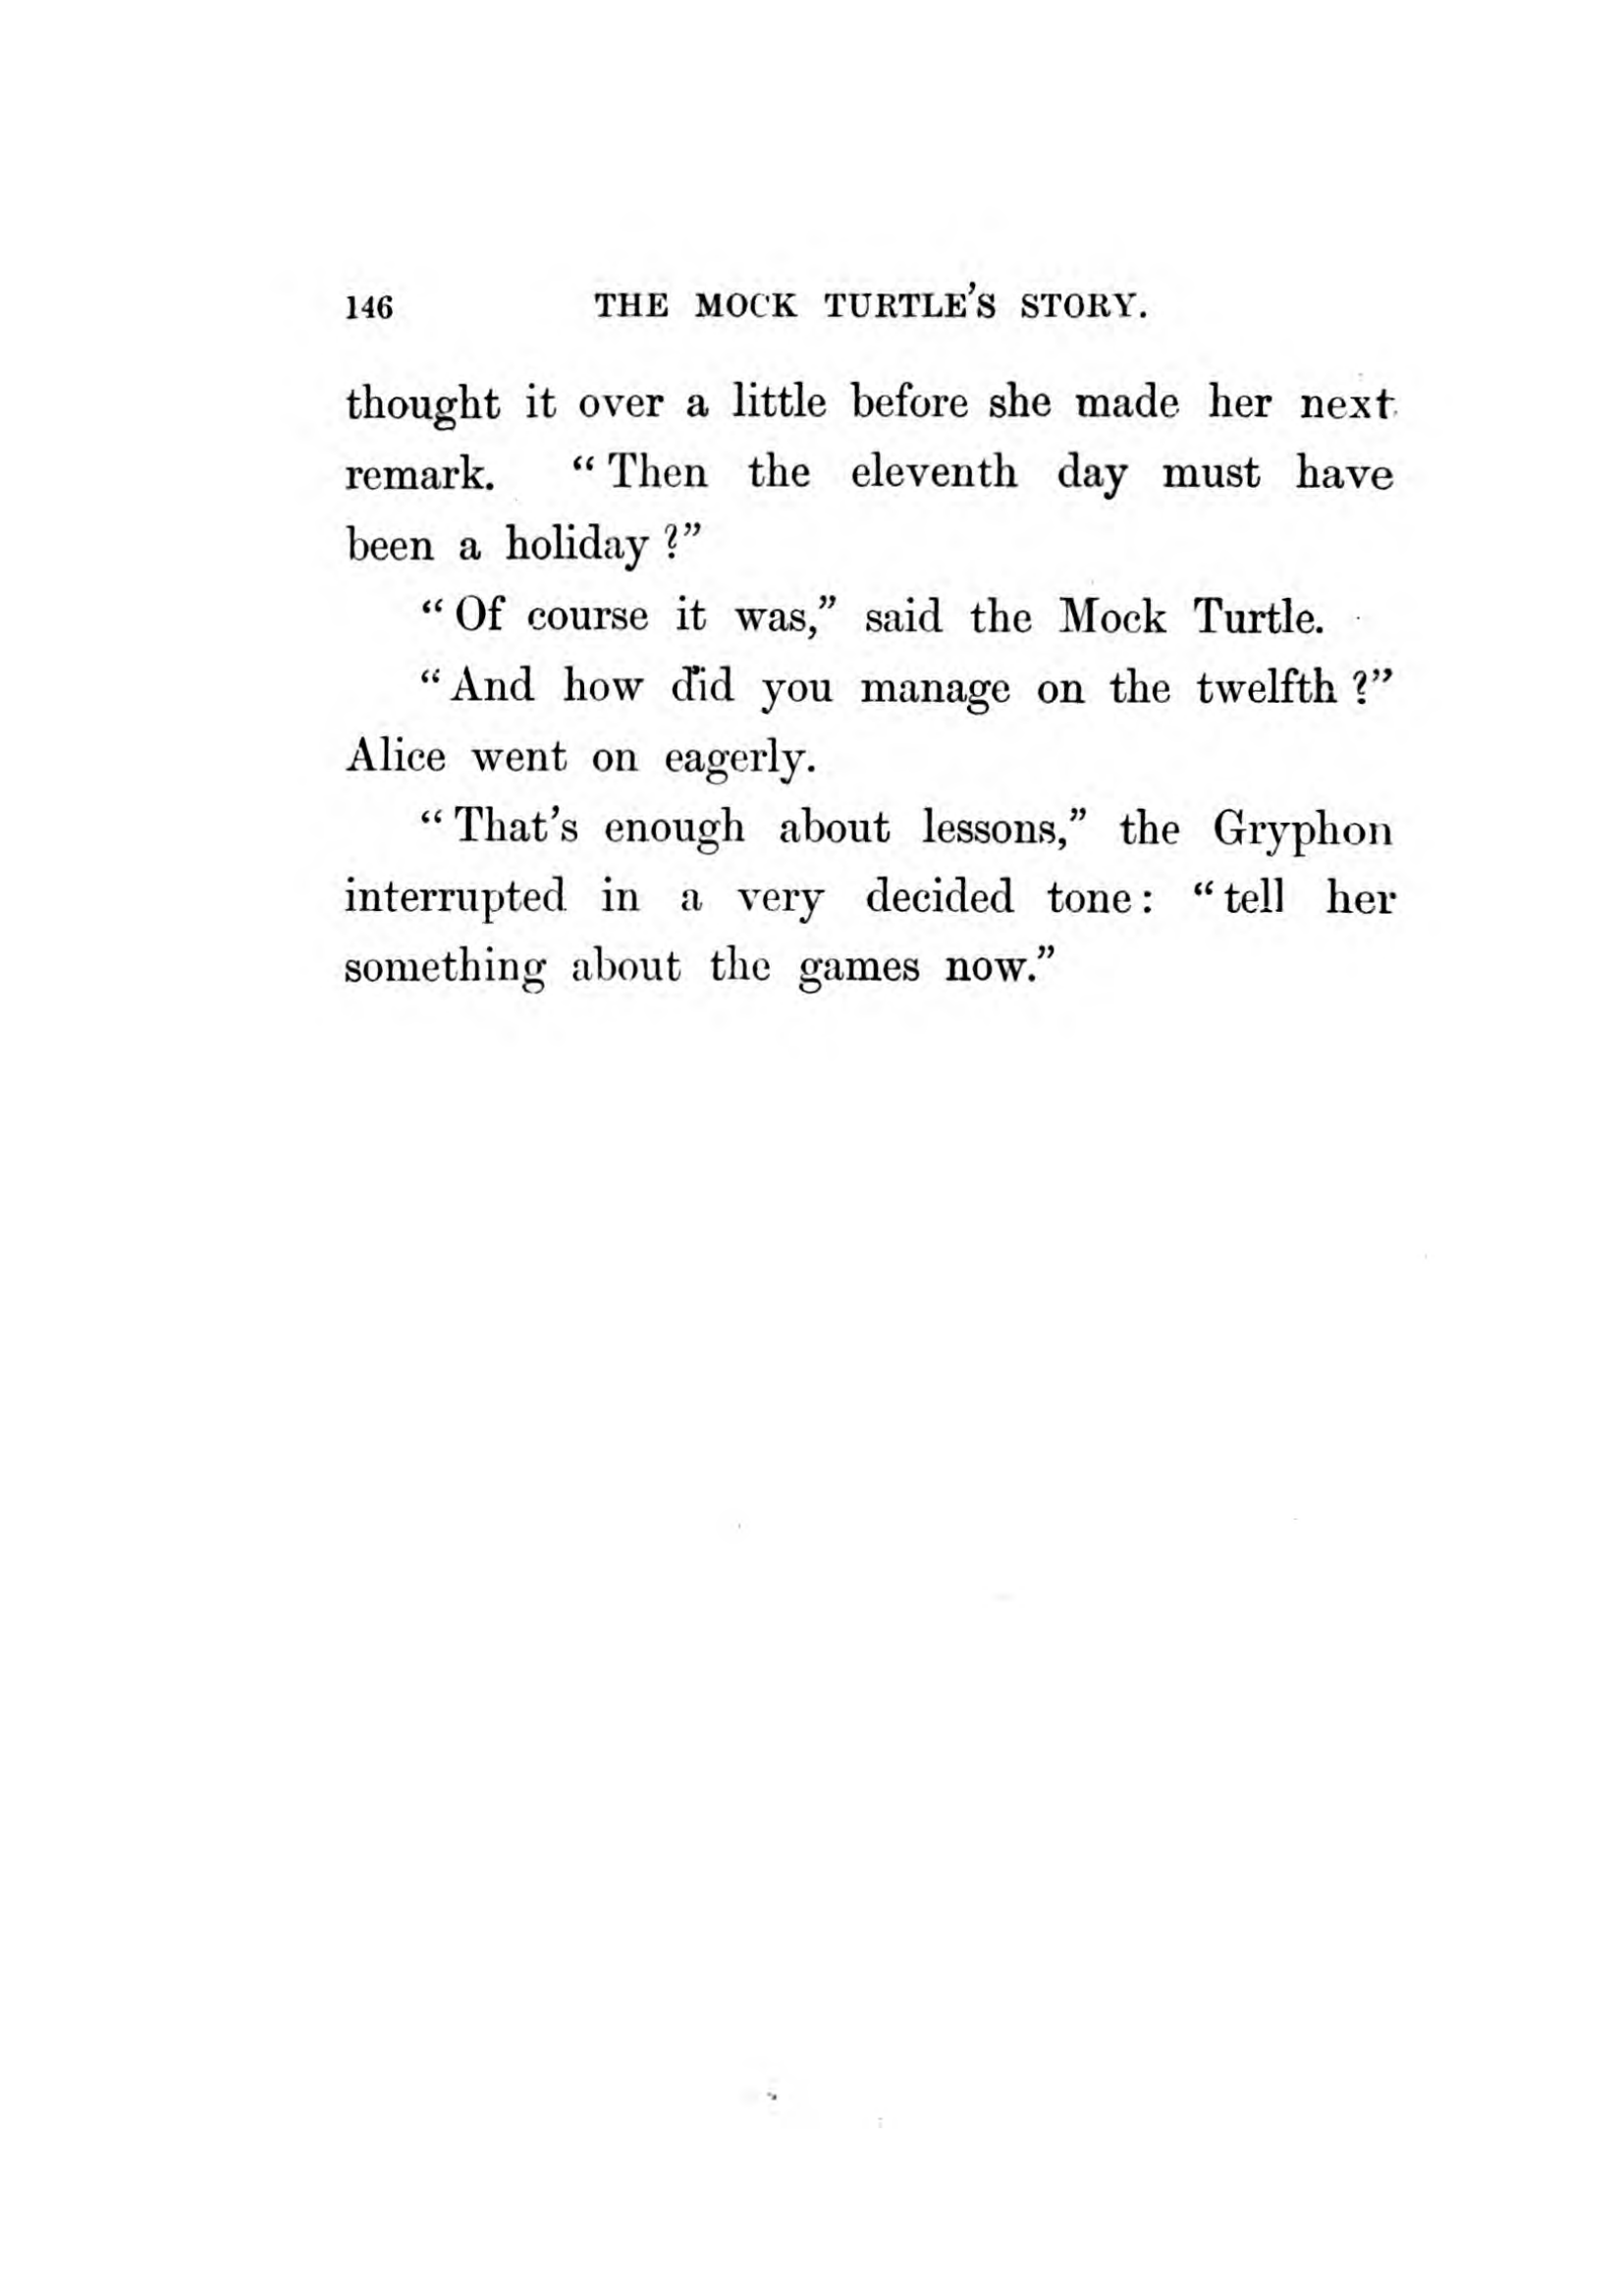 146 THE MOCK TURTLE'S STORY.
thought it over a little before she made her next
remark. “Then the eleventh day must have
been a holiday?”
“Of course it was,” said the Mock Turtle.
“And how did you manage on the twelfth?”
Alice went on eagerly.
“That's enough about lessons,” the Gryphon
interrupted in a very decided tone: “tell her
something about the games now.”